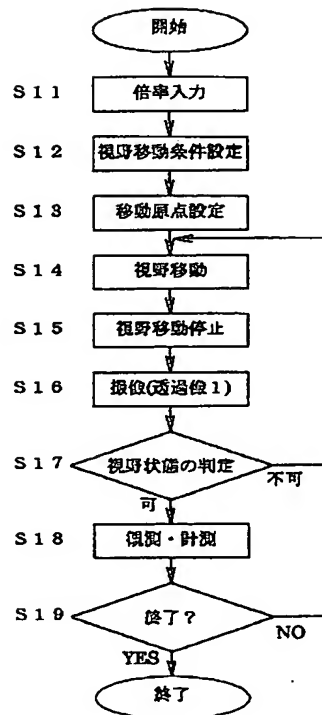 開始
S11 倍率入力
S12 視野移動条件設定
S13 移動原点設定
S14 視野移動
S15 視野移動停止
S16 撮像(透過像1)
S17 視野状態の判定
不可
可
S18 観測・計測
S19 終了?
NO
YES
終了